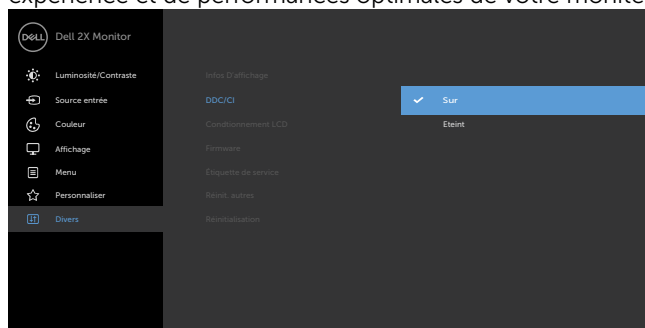 expérience et de performances optimales de votre monite
DELL Dell 2X Monitor
Luminosité/Contraste Infos D'affichage
Source entrée DDC/CI Sur
Couleur Condtionnement LCD Eteint
Affichage Firmware
Menu Étiquette de service
Personnaliser Réinit. autres
Divers Réinitialisation